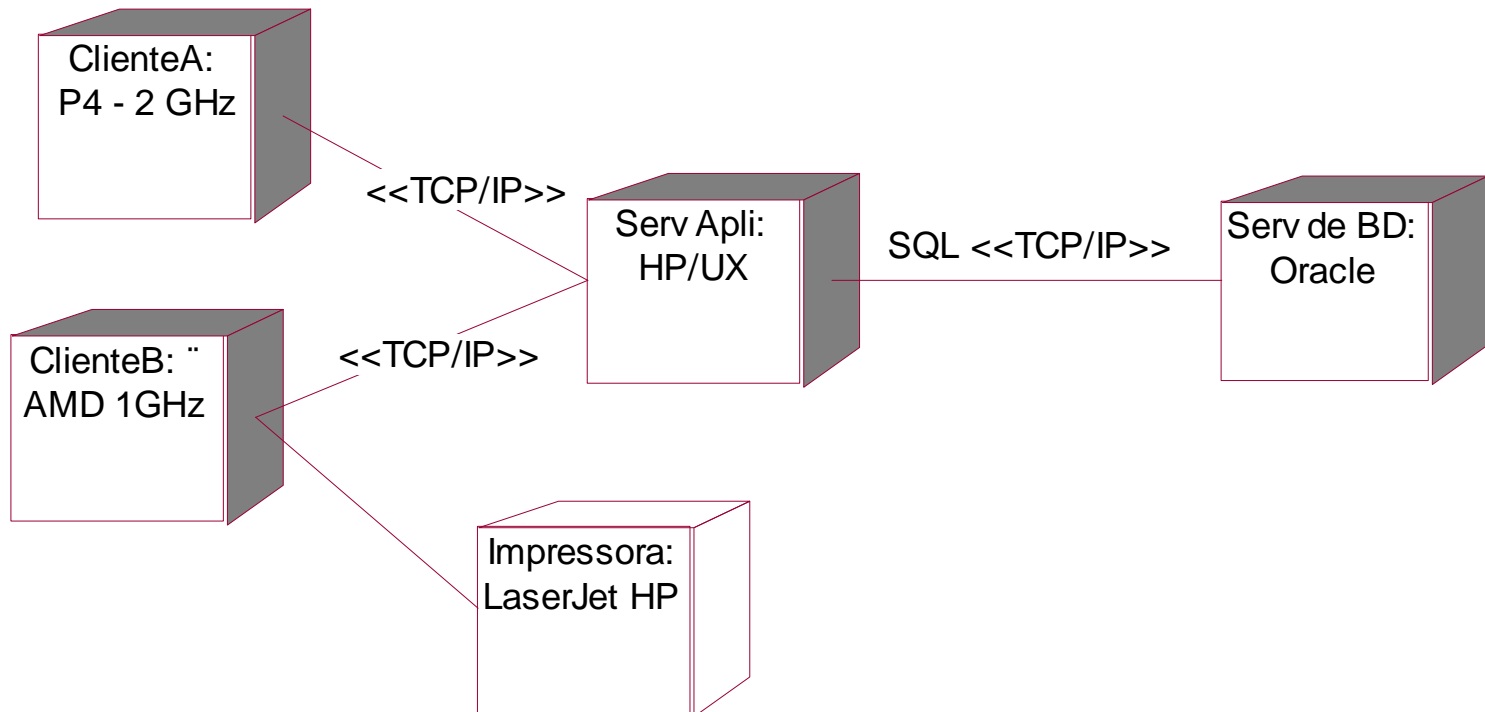 ClienteA:
P4 - 2 GHz
<<TCP/IP>>
Serv Apli:
HP/UX
SQL <<TCP/IP>>
Serv de BD:
Oracle
ClienteB: ¨
AMD 1GHz
<<TCP/IP>>
Impressora:
LaserJet HP